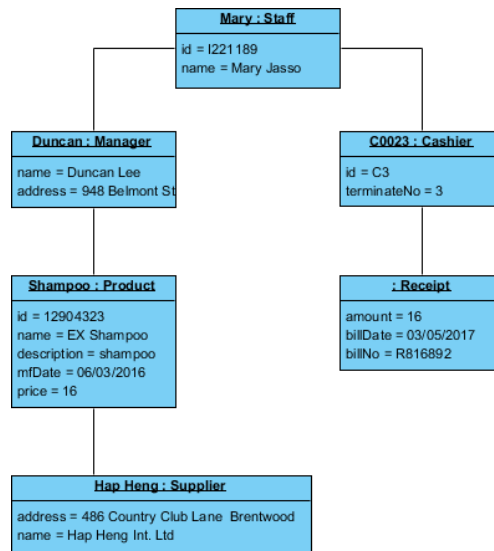 Mary : Staff
id = I221189
name = Mary Jasso
Duncan : Manager
name = Duncan Lee
address = 948 Belmont St
C0023 : Cashier
id = C3
terminateNo = 3
Shampoo : Product
id = 12904323
name = EX Shampoo
description = shampoo
mfDate = 06/03/2016
price = 16
: Receipt
amount = 16
billDate = 03/05/2017
billNo = R816892
Hap Heng : Supplier
address = 486 Country Club Lane Brentwood
name = Hap Heng Int. Ltd